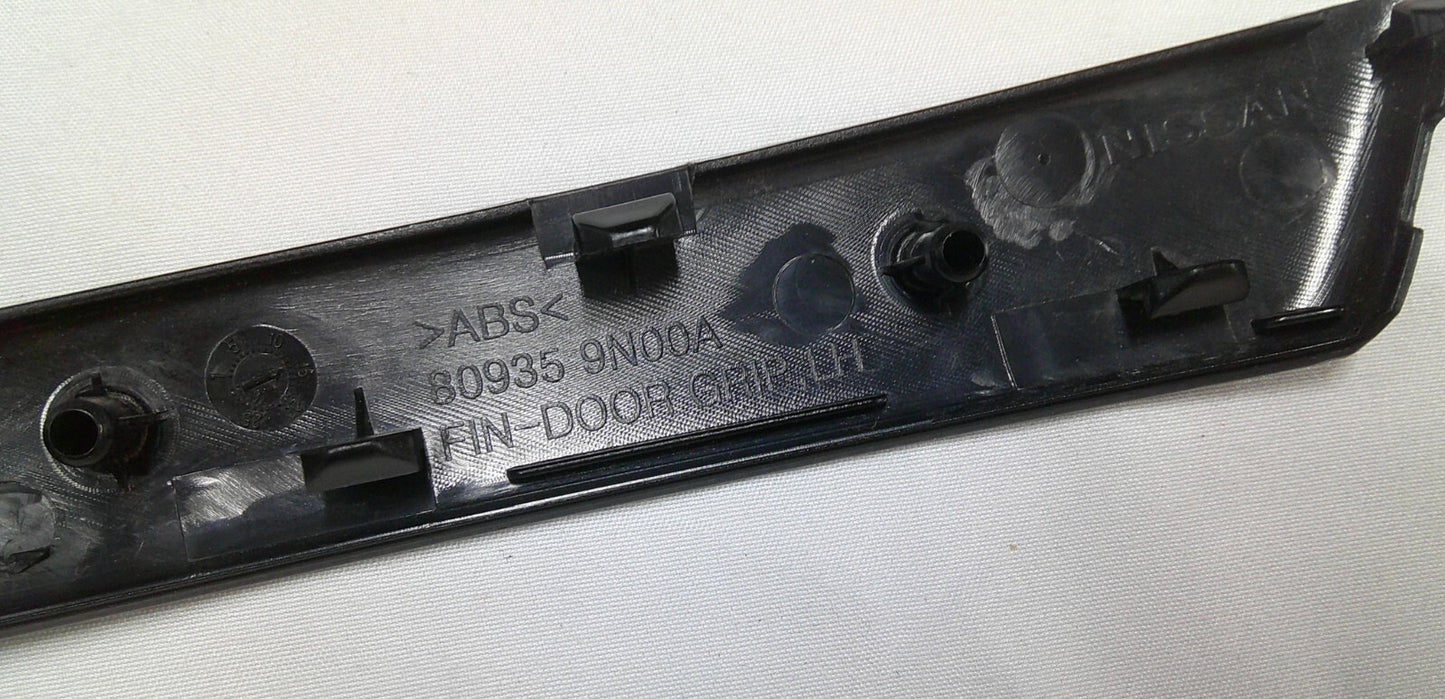 NISSAN
>ABS<
80935 9N00A
FIN-DOOR GRIP,LH